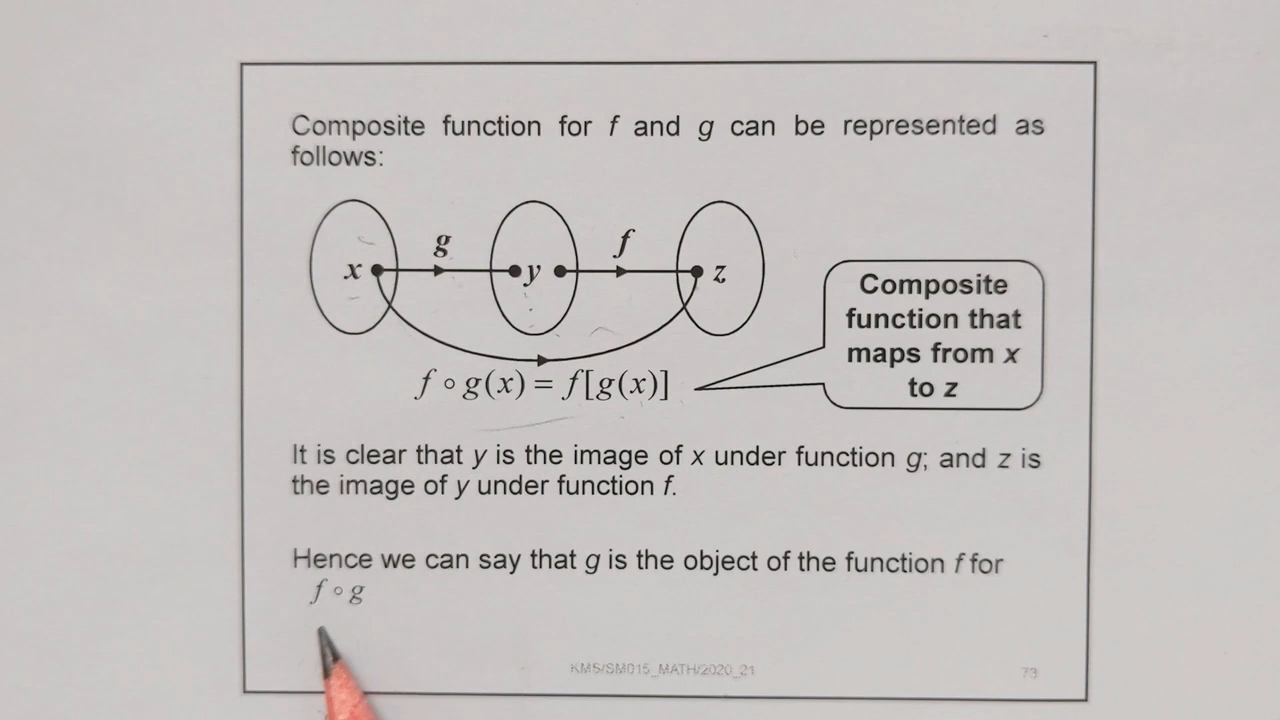 Composite function for f and g can be represented as
follows:
g
f
x
y
z
Composite
function that
maps from x
to z
f ∘ g(x) = f[g(x)]
It is clear that y is the image of x under function g; and z is
the image of y under function f.
Hence we can say that g is the object of the function f for
f ∘ g
KMS/SM015_MATH/2020_21
73